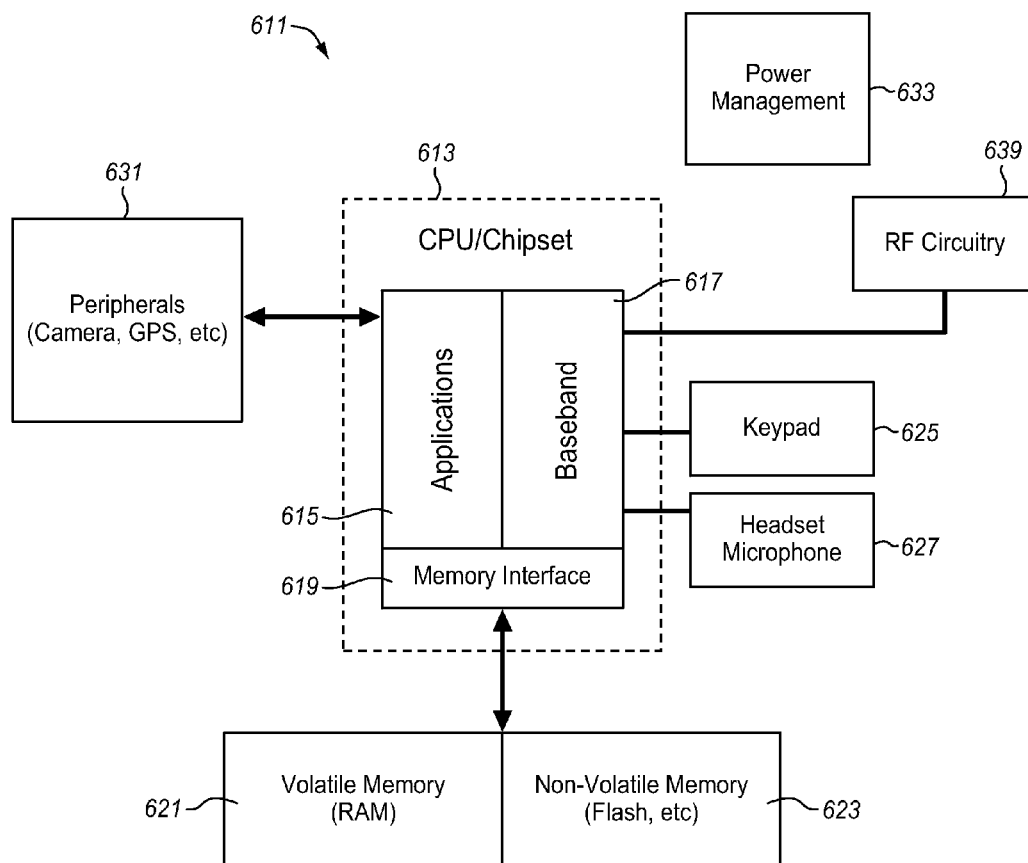 611
Power
Management
633
631
613
639
CPU/Chipset
RF Circuitry
617
Peripherals
(Camera, GPS, etc)
Applications
Baseband
Keypad
625
615
Headset
Microphone
627
619
Memory Interface
Volatile Memory
(RAM)
Non-Volatile Memory
(Flash, etc)
621
623